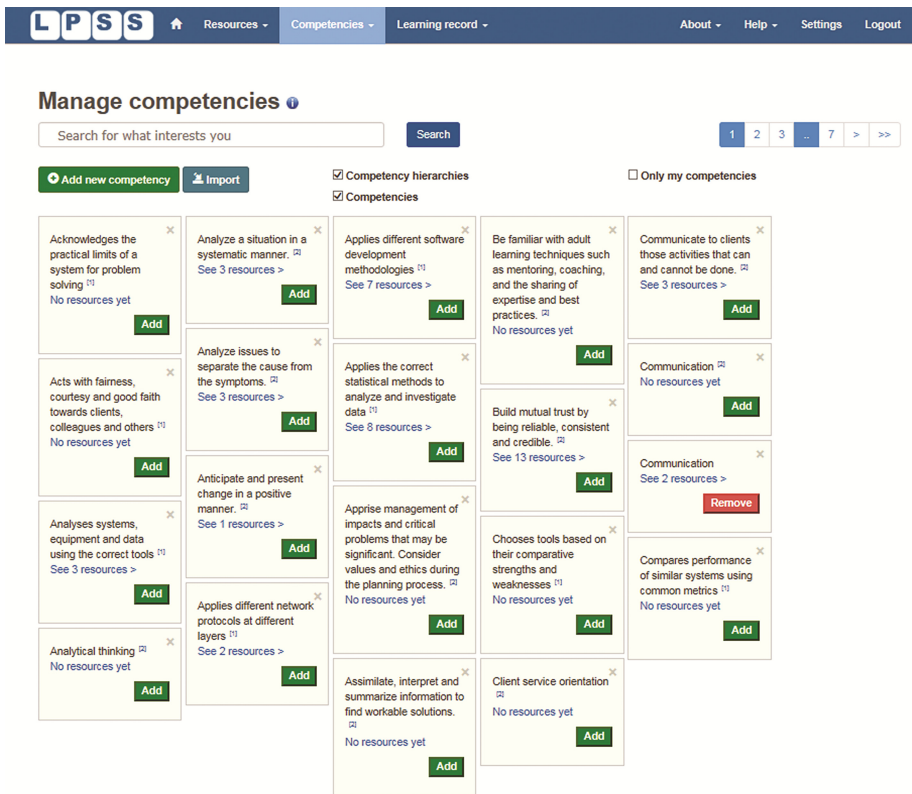 LPSS Resources Competencies Learning record About Help Settings Logout
Manage competencies i
Search for what interests you Search 1 2 3 .. 7 > >>
Add new competency Import Competency hierarchies Only my competencies
Competencies
×
Acknowledges the
practical limits of a
system for problem
solving [1]
No resources yet
Add
×
Acts with fairness,
courtesy and good faith
towards clients,
colleagues and others [1]
No resources yet
Add
×
Analyses systems,
equipment and data
using the correct tools [1]
See 3 resources >
Add
×
Analytical thinking [2]
No resources yet
Add
×
Analyze a situation in a
systematic manner. [2]
See 3 resources >
Add
×
Analyze issues to
separate the cause from
the symptoms. [2]
See 3 resources >
Add
×
Anticipate and present
change in a positive
manner. [2]
See 1 resources >
Add
×
Applies different network
protocols at different
layers [1]
See 2 resources >
Add
×
Applies different software
development
methodologies [1]
See 7 resources >
Add
×
Applies the correct
statistical methods to
analyze and investigate
data [1]
See 8 resources >
Add
×
Apprise management of
impacts and critical
problems that may be
significant. Consider
values and ethics during
the planning process. [2]
No resources yet
Add
×
Assimilate, interpret and
summarize information to
find workable solutions.
[2]
No resources yet
Add
×
Be familiar with adult
learning techniques such
as mentoring, coaching,
and the sharing of
expertise and best
practices. [2]
No resources yet
Add
×
Build mutual trust by
being reliable, consistent
and credible. [2]
See 13 resources >
Add
×
Chooses tools based on
their comparative
strengths and
weaknesses [1]
No resources yet
Add
×
Client service orientation
[2]
No resources yet
Add
×
Communicate to clients
those activities that can
and cannot be done. [2]
See 3 resources >
Add
×
Communication [2]
No resources yet
Add
×
Communication
See 2 resources >
Remove
×
Compares performance
of similar systems using
common metrics [1]
No resources yet
Add